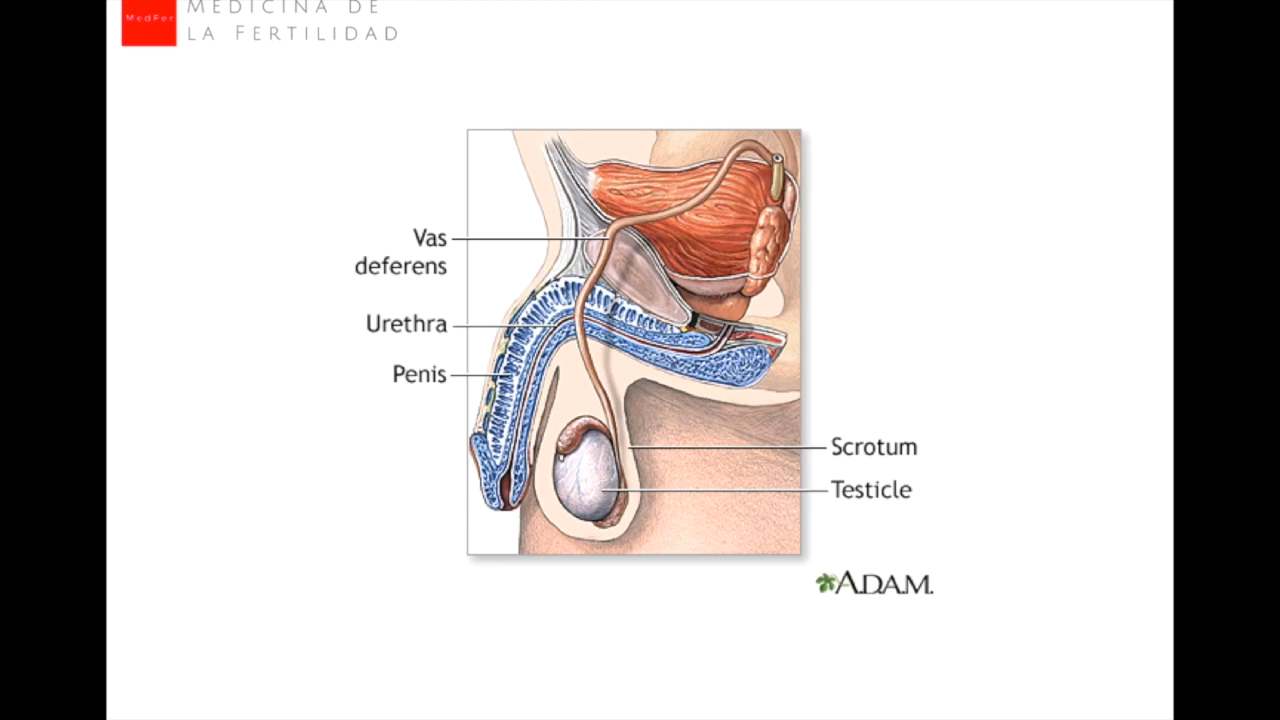 MedFer
MEDICINA DE
LA FERTILIDAD
Vas
deferens
Urethra
Penis
Scrotum
Testicle
A.D.A.M.